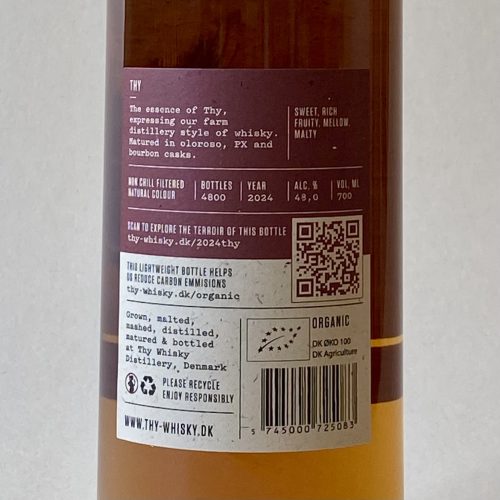 THY
The essence of Thy,
expressing our farm
distillery style of whisky.
Matured in oloroso, PX and
bourbon casks.
SWEET, RICH
FRUITY, MELLOW,
MALTY
NON CHILL FILTERED
NATURAL COLOUR
BOTTLES
4800
YEAR
2024
ALC. %
48,0
VOL. ML
700
SCAN TO EXPLORE THE TERROIR OF THIS BOTTLE
thy-whisky.dk/2024thy
THIS LIGHTWEIGHT BOTTLE HELPS
US REDUCE CARBON EMMISIONS
thy-whisky.dk/organic
Grown, malted,
mashed, distilled,
matured & bottled
at Thy Whisky
Distillery, Denmark
ORGANIC
DK ØKO 100
DK Agriculture
PLEASE RECYCLE
ENJOY RESPONSIBLY
WWW.THY-WHISKY.DK
5 745000 725083